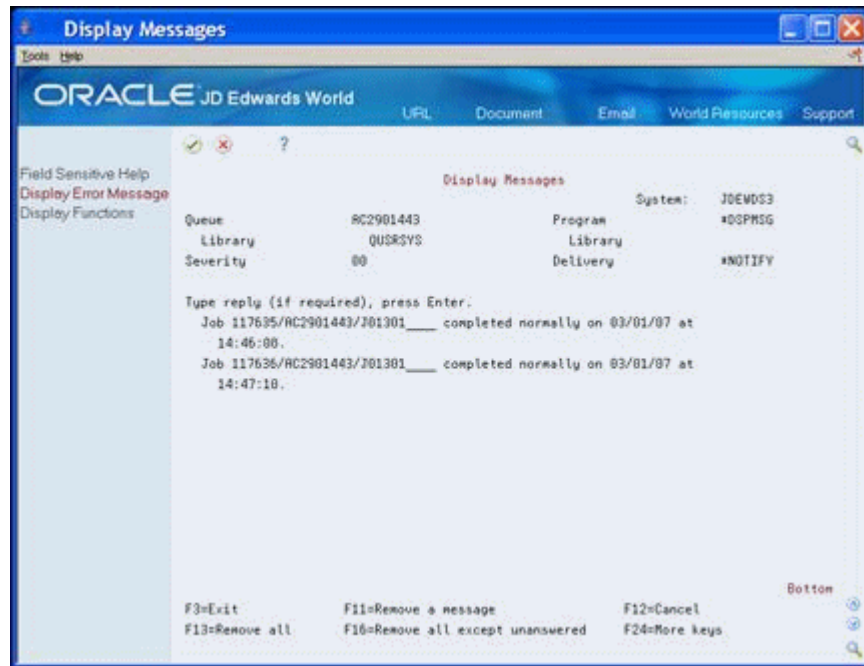 Display Messages
Tools Help
ORACLE JD Edwards World
URL Document Email World Resources Support
?
Field Sensitive Help
Display Error Message
Display Functions
Display Messages
System: JDEWDS3
Queue AC2901443 Program *DSPMSG
Library QUSRSYS Library
Severity 00 Delivery *NOTIFY
Type reply (if required), press Enter.
Job 117635/AC2901443/J01301____ completed normally on 03/01/07 at
14:46:08.
Job 117636/AC2901443/J01301____ completed normally on 03/01/07 at
14:47:10.
Bottom
F3=Exit F11=Remove a message F12=Cancel
F13=Remove all F16=Remove all except unanswered F24=More keys